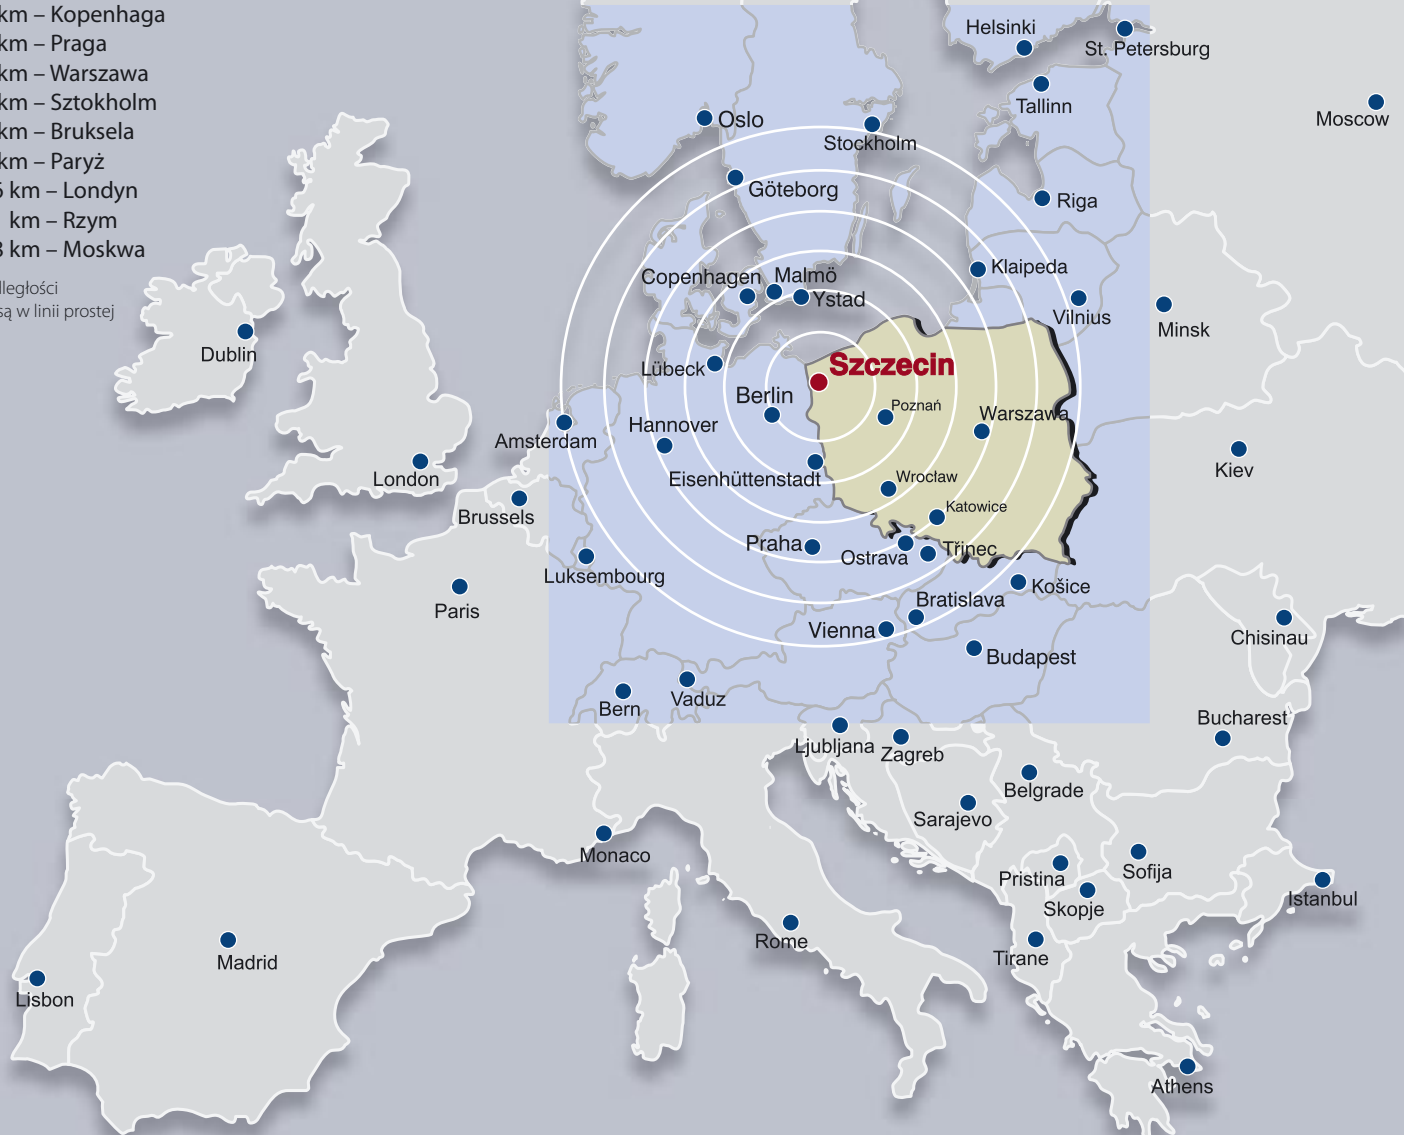 km – Kopenhaga
km – Praga
km – Warszawa
km – Sztokholm
km – Bruksela
km – Paryż
km – Londyn
km – Rzym
km – Moskwa
są w linii prostej
Helsinki
St. Petersburg
Tallinn
Moscow
Oslo
Stockholm
Göteborg
Riga
Klaipeda
Copenhagen
Malmö
Ystad
Vilnius
Minsk
Dublin
Lübeck
Szczecin
Berlin
Poznań
Warszawa
Hannover
Amsterdam
Kiev
London
Eisenhüttenstadt
Wrocław
Katowice
Brussels
Praha
Ostrava
Třinec
Luksembourg
Košice
Paris
Bratislava
Vienna
Chisinau
Budapest
Vaduz
Bern
Bucharest
Ljubljana
Zagreb
Belgrade
Sarajevo
Monaco
Pristina
Sofija
Istanbul
Skopje
Rome
Tirane
Madrid
Lisbon
Athens